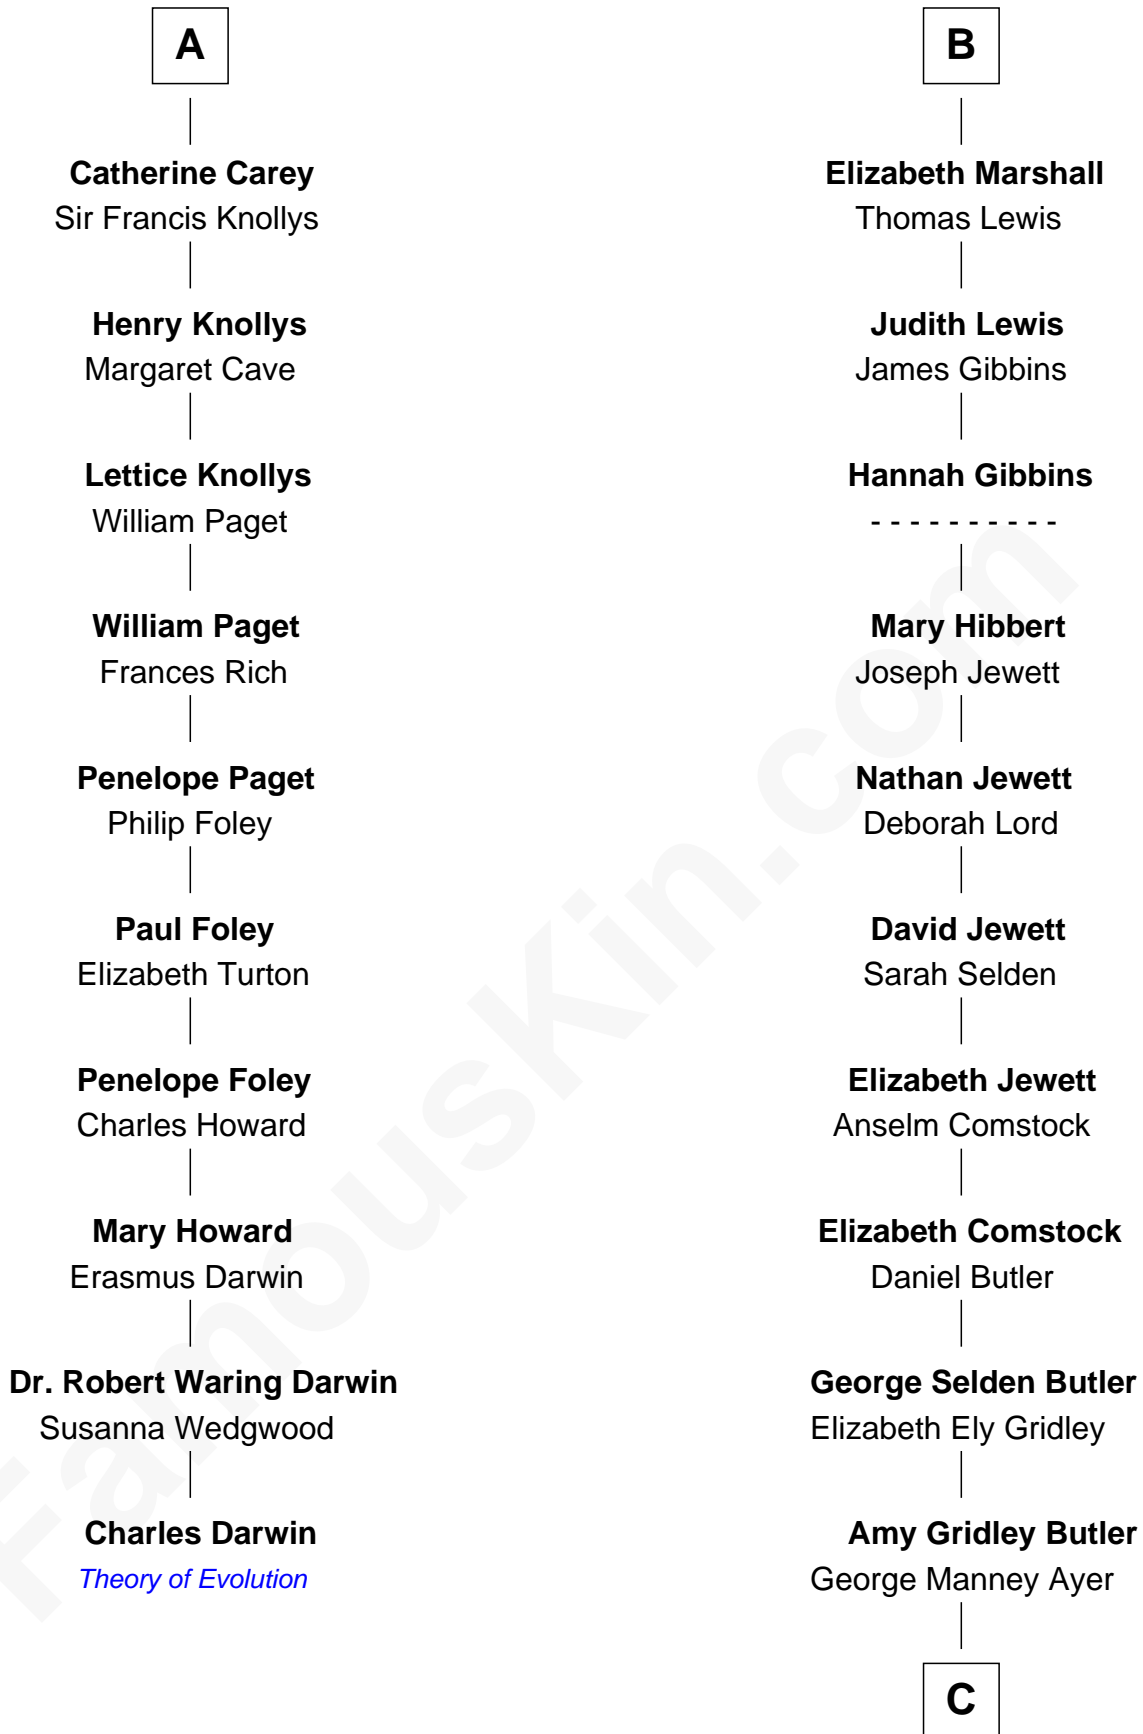 A
Catherine Carey
Sir Francis Knollys
Henry Knollys
Margaret Cave
Lettice Knollys
William Paget
William Paget
Frances Rich
Penelope Paget
Philip Foley
Paul Foley
Elizabeth Turton
Penelope Foley
Charles Howard
Mary Howard
Erasmus Darwin
Dr. Robert Waring Darwin
Susanna Wedgwood
Charles Darwin
Theory of Evolution
B
Elizabeth Marshall
Thomas Lewis
Judith Lewis
James Gibbins
Hannah Gibbins
- - - - - - - - - -
Mary Hibbert
Joseph Jewett
Nathan Jewett
Deborah Lord
David Jewett
Sarah Selden
Elizabeth Jewett
Anselm Comstock
Elizabeth Comstock
Daniel Butler
George Selden Butler
Elizabeth Ely Gridley
Amy Gridley Butler
George Manney Ayer
C
FamousKin.com